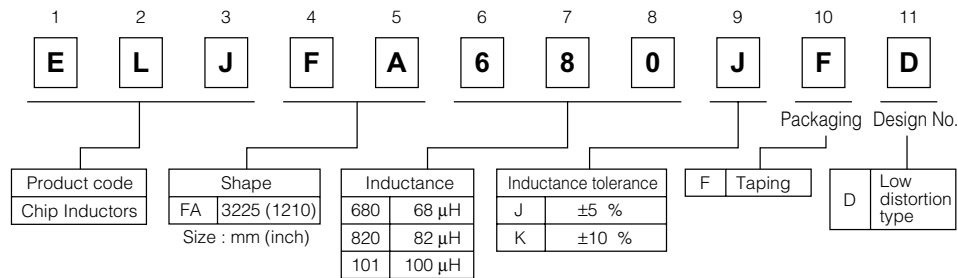 1 2 3 4 5 6 7 8 9 10 11
E L J F A 6 8 0 J F D
Packaging Design No.
Product code
Chip Inductors
Shape
FA 3225 (1210)
Size : mm (inch)
Inductance
680 68 μH
820 82 μH
101 100 μH
Inductance tolerance
J ±5 %
K ±10 %
F Taping
D Low
distortion
type